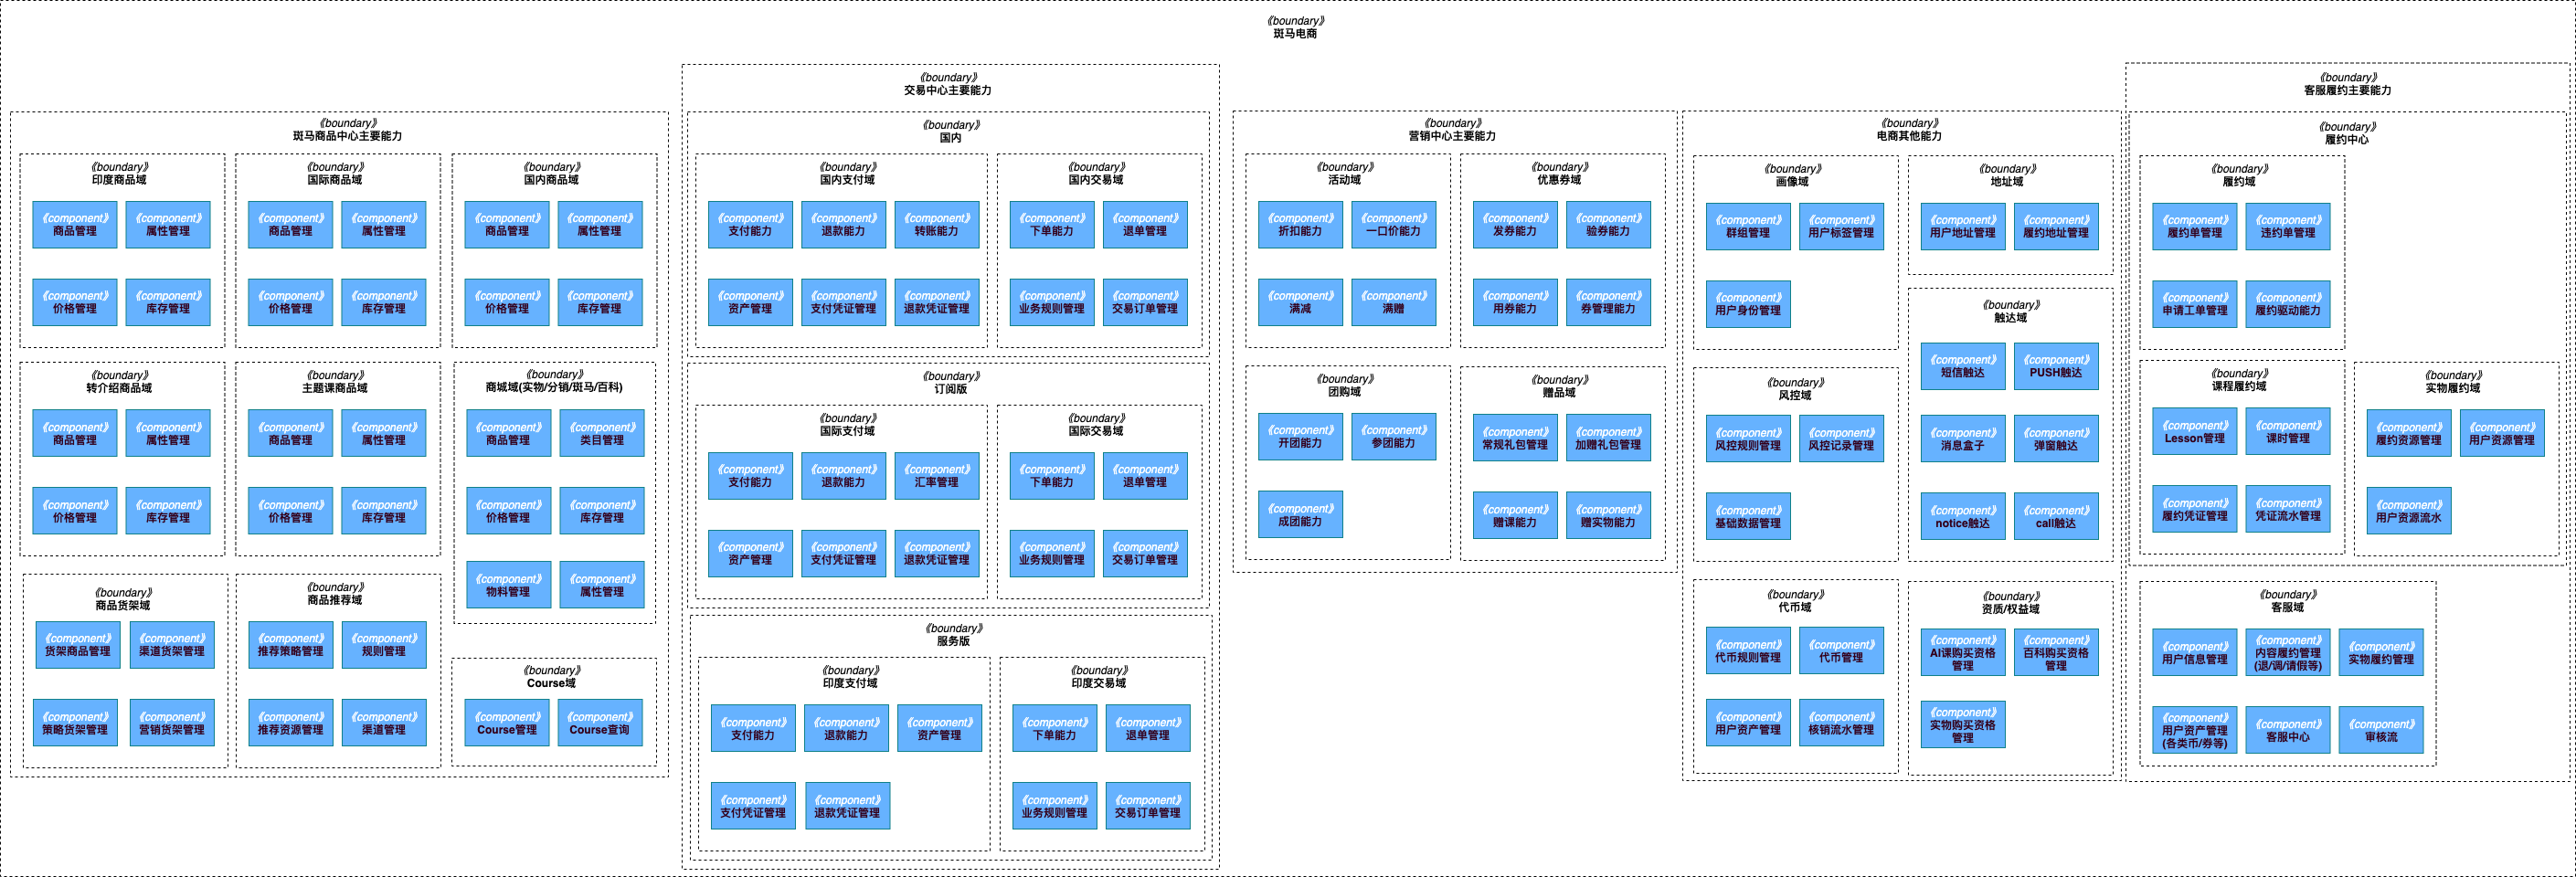 《boundary》
斑马电商
《boundary》
斑马商品中心主要能力
《boundary》
印度商品域
《component》
商品管理
《component》
属性管理
《component》
价格管理
《component》
库存管理
《boundary》
国际商品域
《component》
商品管理
《component》
属性管理
《component》
价格管理
《component》
库存管理
《boundary》
国内商品域
《component》
商品管理
《component》
属性管理
《component》
价格管理
《component》
库存管理
《boundary》
转介绍商品域
《component》
商品管理
《component》
属性管理
《component》
价格管理
《component》
库存管理
《boundary》
主题课商品域
《component》
商品管理
《component》
属性管理
《component》
价格管理
《component》
库存管理
《boundary》
商城域(实物/分销/斑马/百科)
《component》
商品管理
《component》
类目管理
《component》
价格管理
《component》
库存管理
《component》
物料管理
《component》
属性管理
《boundary》
商品货架域
《component》
货架商品管理
《component》
渠道货架管理
《component》
策略货架管理
《component》
营销货架管理
《boundary》
商品推荐域
《component》
推荐策略管理
《component》
规则管理
《component》
推荐资源管理
《component》
渠道管理
《boundary》
Course域
《component》
Course管理
《component》
Course查询
《boundary》
交易中心主要能力
《boundary》
国内
《boundary》
国内支付域
《component》
支付能力
《component》
退款能力
《component》
转账能力
《component》
资产管理
《component》
支付凭证管理
《component》
退款凭证管理
《boundary》
国内交易域
《component》
下单能力
《component》
退单管理
《component》
业务规则管理
《component》
交易订单管理
《boundary》
订阅版
《boundary》
国际支付域
《component》
支付能力
《component》
退款能力
《component》
汇率管理
《component》
资产管理
《component》
支付凭证管理
《component》
退款凭证管理
《boundary》
国际交易域
《component》
下单能力
《component》
退单管理
《component》
业务规则管理
《component》
交易订单管理
《boundary》
服务版
《boundary》
印度支付域
《component》
支付能力
《component》
退款能力
《component》
资产管理
《component》
支付凭证管理
《component》
退款凭证管理
《boundary》
印度交易域
《component》
下单能力
《component》
退单管理
《component》
业务规则管理
《component》
交易订单管理
《boundary》
营销中心主要能力
《boundary》
活动域
《component》
折扣能力
《component》
一口价能力
《component》
满减
《component》
满赠
《boundary》
优惠券域
《component》
发券能力
《component》
验券能力
《component》
用券能力
《component》
券管理能力
《boundary》
团购域
《component》
开团能力
《component》
参团能力
《component》
成团能力
《boundary》
赠品域
《component》
常规礼包管理
《component》
加赠礼包管理
《component》
赠课能力
《component》
赠实物能力
《boundary》
电商其他能力
《boundary》
画像域
《component》
群组管理
《component》
用户标签管理
《component》
用户身份管理
《boundary》
地址域
《component》
用户地址管理
《component》
履约地址管理
《boundary》
触达域
《component》
短信触达
《component》
PUSH触达
《component》
消息盒子
《component》
弹窗触达
《component》
notice触达
《component》
call触达
《boundary》
风控域
《component》
风控规则管理
《component》
风控记录管理
《component》
基础数据管理
《boundary》
代币域
《component》
代币规则管理
《component》
代币管理
《component》
用户资产管理
《component》
核销流水管理
《boundary》
资质/权益域
《component》
AI课购买资格
管理
《component》
百科购买资格
管理
《component》
实物购买资格
管理
《boundary》
客服履约主要能力
《boundary》
履约中心
《boundary》
履约域
《component》
履约单管理
《component》
违约单管理
《component》
申请工单管理
《component》
履约驱动能力
《boundary》
课程履约域
《component》
Lesson管理
《component》
课时管理
《component》
履约凭证管理
《component》
凭证流水管理
《boundary》
实物履约域
《component》
履约资源管理
《component》
用户资源管理
《component》
用户资源流水
《boundary》
客服域
《component》
用户信息管理
《component》
内容履约管理
(退/调/请假等)
《component》
实物履约管理
《component》
用户资产管理
(各类币/券等)
《component》
客服中心
《component》
审核流